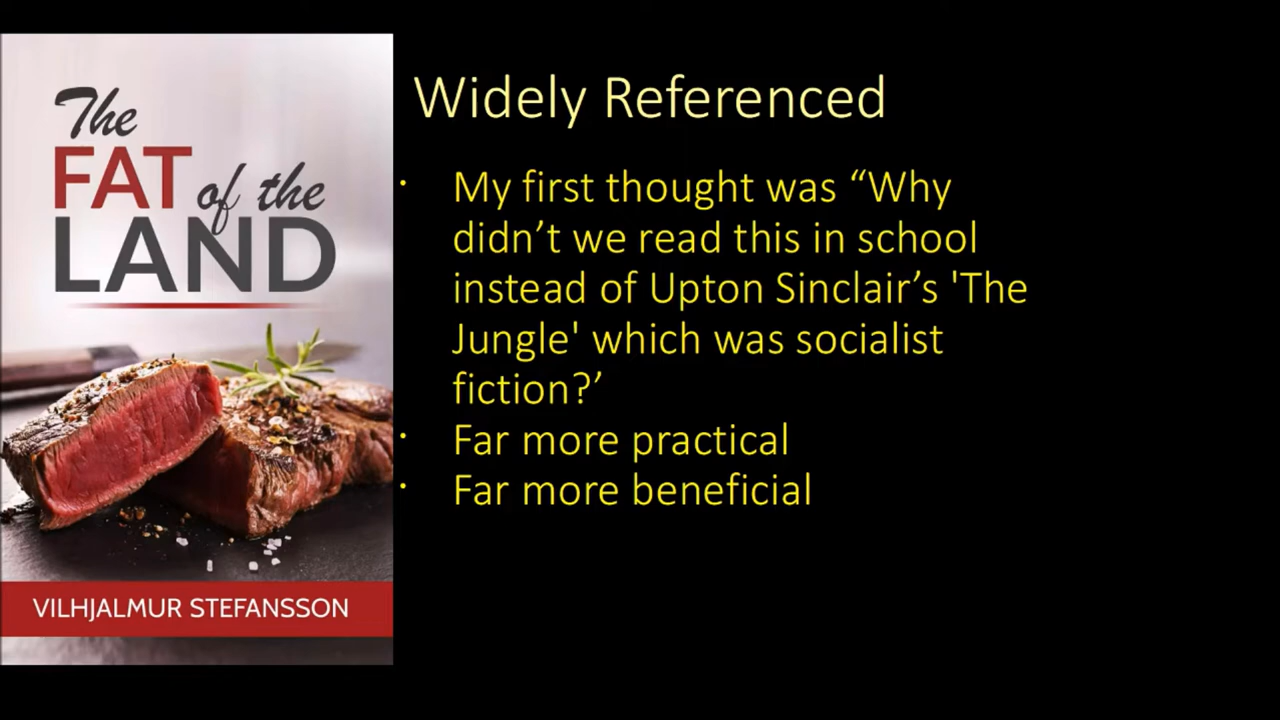 The
FAT of the
LAND
VILHJALMUR STEFANSSON
Widely Referenced
· My first thought was “Why
didn’t we read this in school
instead of Upton Sinclair’s 'The
Jungle' which was socialist
fiction?’
· Far more practical
· Far more beneficial